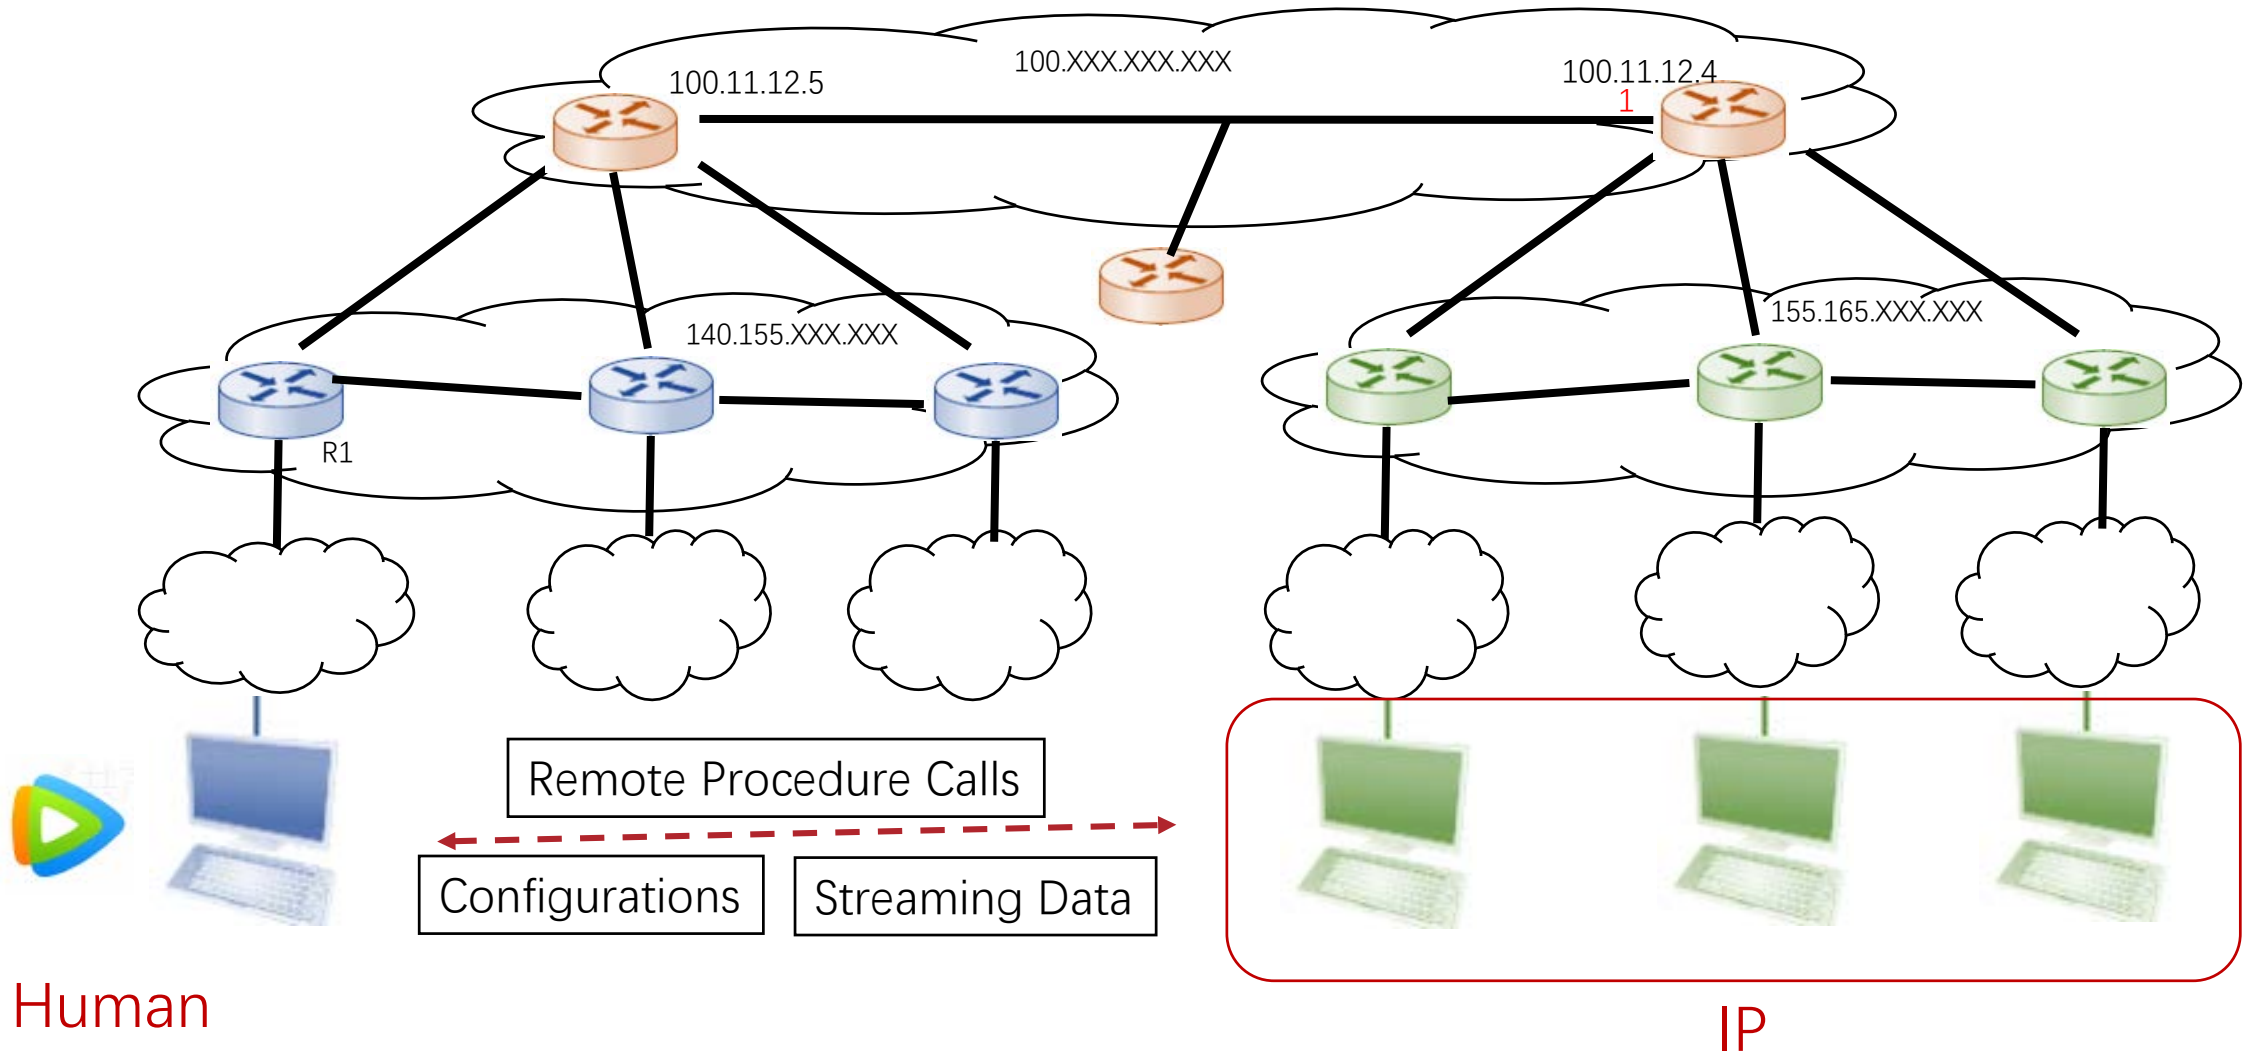 100.XXX.XXX.XXX
100.11.12.5
100.11.12.4
1
140.155.XXX.XXX
155.165.XXX.XXX
R1
Remote Procedure Calls
Configurations
Streaming Data
Human
IP